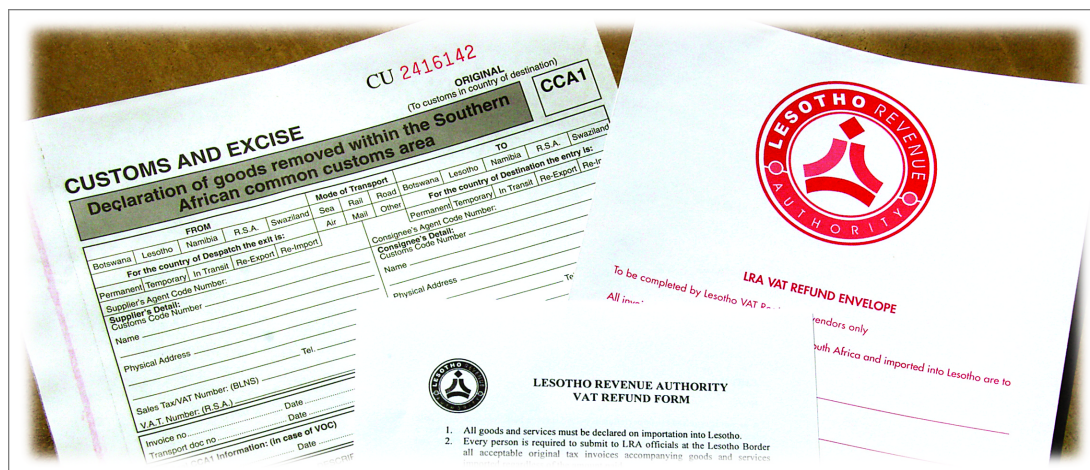 CU 2416142
ORIGINAL
(To customs in country of destination)
CCA1
CUSTOMS AND EXCISE
Declaration of goods removed within the Southern
African common customs area
FROM
Mode of Transport
TO
Botswana Lesotho Namibia R.S.A. Swaziland
Sea Rail Road
Air Mail Other
Botswana Lesotho Namibia R.S.A. Swaziland
For the country of Despatch the exit is:
Permanent Temporary In Transit Re-Export Re-Import
For the country of Destination the entry is:
Permanent Temporary In Transit Re-Export
Supplier's Agent Code Number:
Supplier's Detail:
Customs Code Number
Name
Physical Address
Tel.
Sales Tax/VAT Number: (BLNS)
V.A.T. Number: (R.S.A.)
Invoice no. Date
Transport doc no Date
CCA1 Information: (in case of VOC)
Date
Consignee's Agent Code Number:
Consignee's Detail:
Customs Code Number
Name
Physical Address
LESOTHO REVENUE
AUTHORITY
LRA VAT REFUND ENVELOPE
To be completed by Lesotho VAT vendors only
All
South Africa and imported into Lesotho are to
LESOTHO REVENUE AUTHORITY
VAT REFUND FORM
1. All goods and services must be declared on importation into Lesotho.
2. Every person is required to submit to LRA officials at the Lesotho Border
all acceptable original tax invoices accompanying goods and services